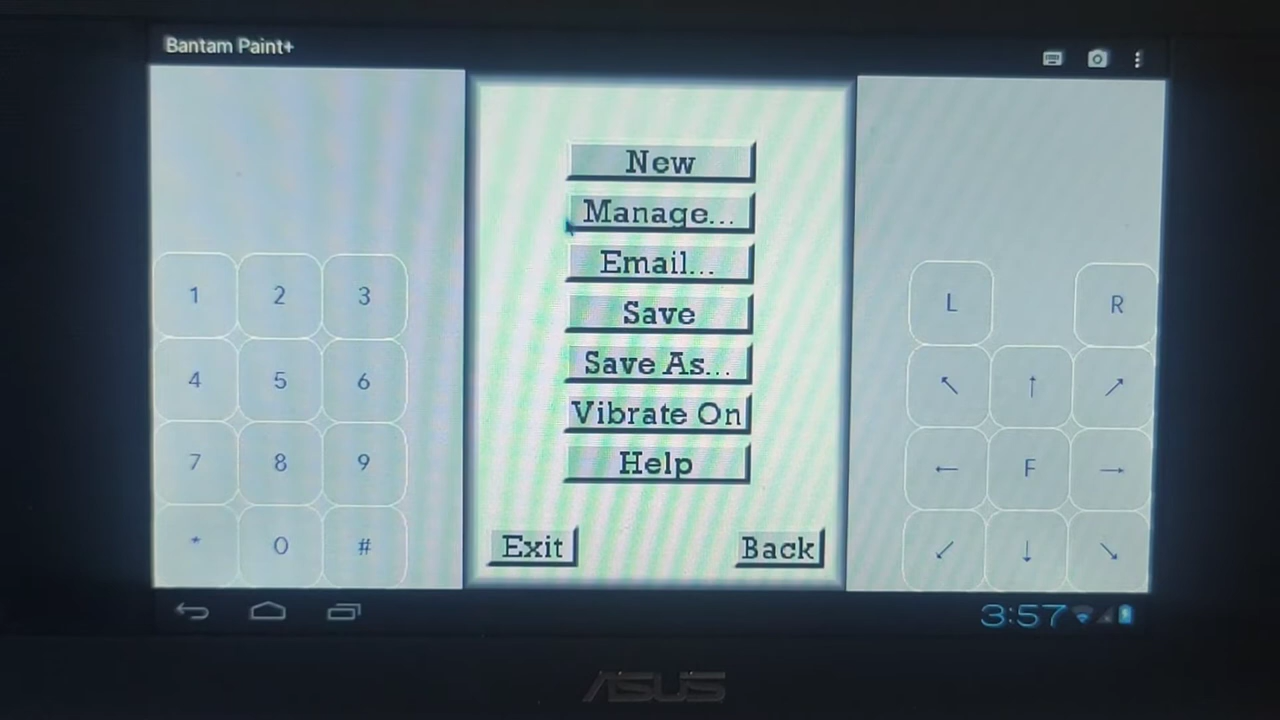 Bantam Paint+
New
Manage...
Email...
Save
Save As...
Vibrate On
Help
Exit
Back
1 2 3
4 5 6
7 8 9
* 0 #
L R
↖ ↑ ↗
← F →
↙ ↓ ↘
3:57
ASUS